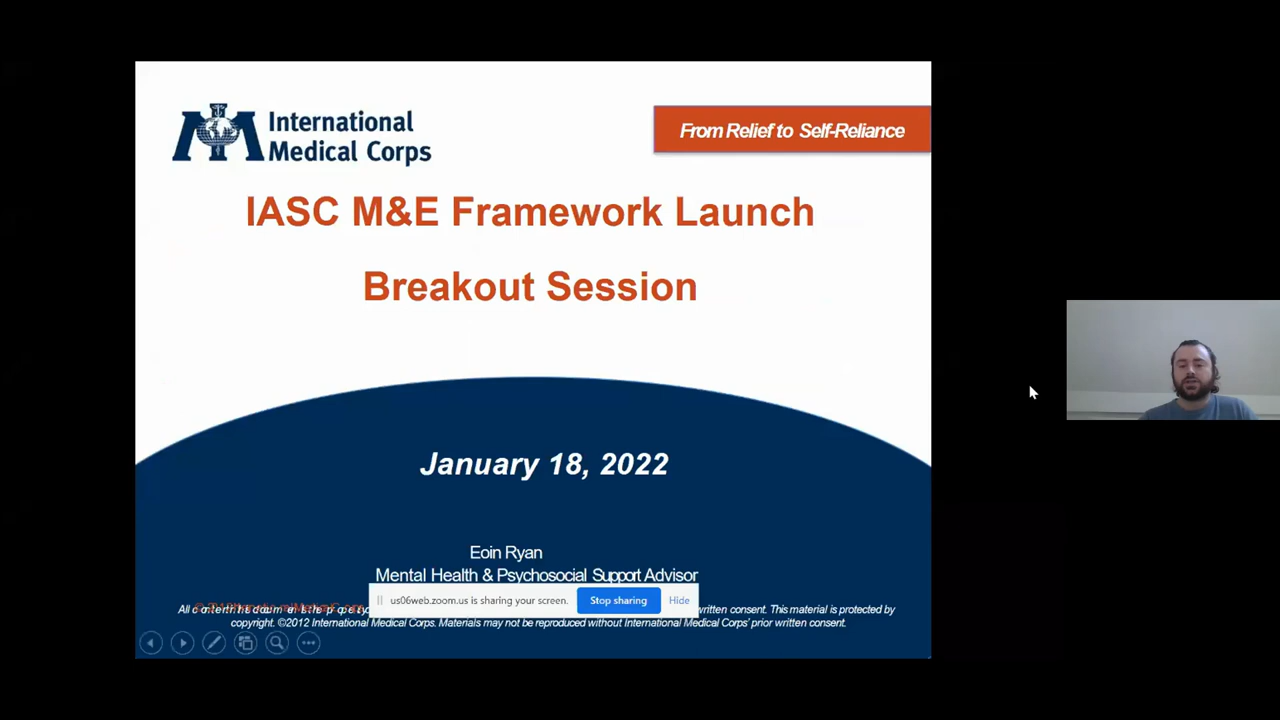 International
Medical Corps
From Relief to Self-Reliance
IASC M&E Framework Launch
Breakout Session
January 18, 2022
Eoin Ryan
Mental Health & Psychosocial Support Advisor
us06web.zoom.us is sharing your screen.
Stop sharing
Hide
All written consent. This material is protected by
copyright. ©2012 International Medical Corps. Materials may not be reproduced without International Medical Corps' prior written consent.